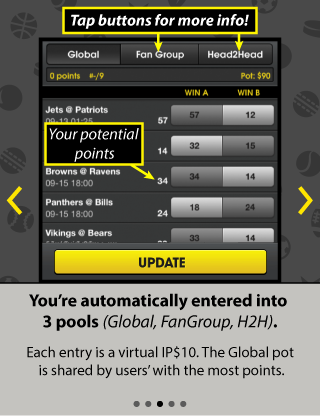 Tap buttons for more info!
Global Fan Group Head2Head
0 points #-/9 Pot: $90
WIN A WIN B
Jets @ Patriots
09-13 01:25 57 57 12
Your potential
points
14 32 15
Browns @ Ravens
09-15 18:00 34 34 14
Panthers @ Bills
09-15 18:00 24 18 24
Vikings @ Bears
33 14
UPDATE
You're automatically entered into
3 pools (Global, FanGroup, H2H).
Each entry is a virtual IP$10. The Global pot
is shared by users' with the most points.